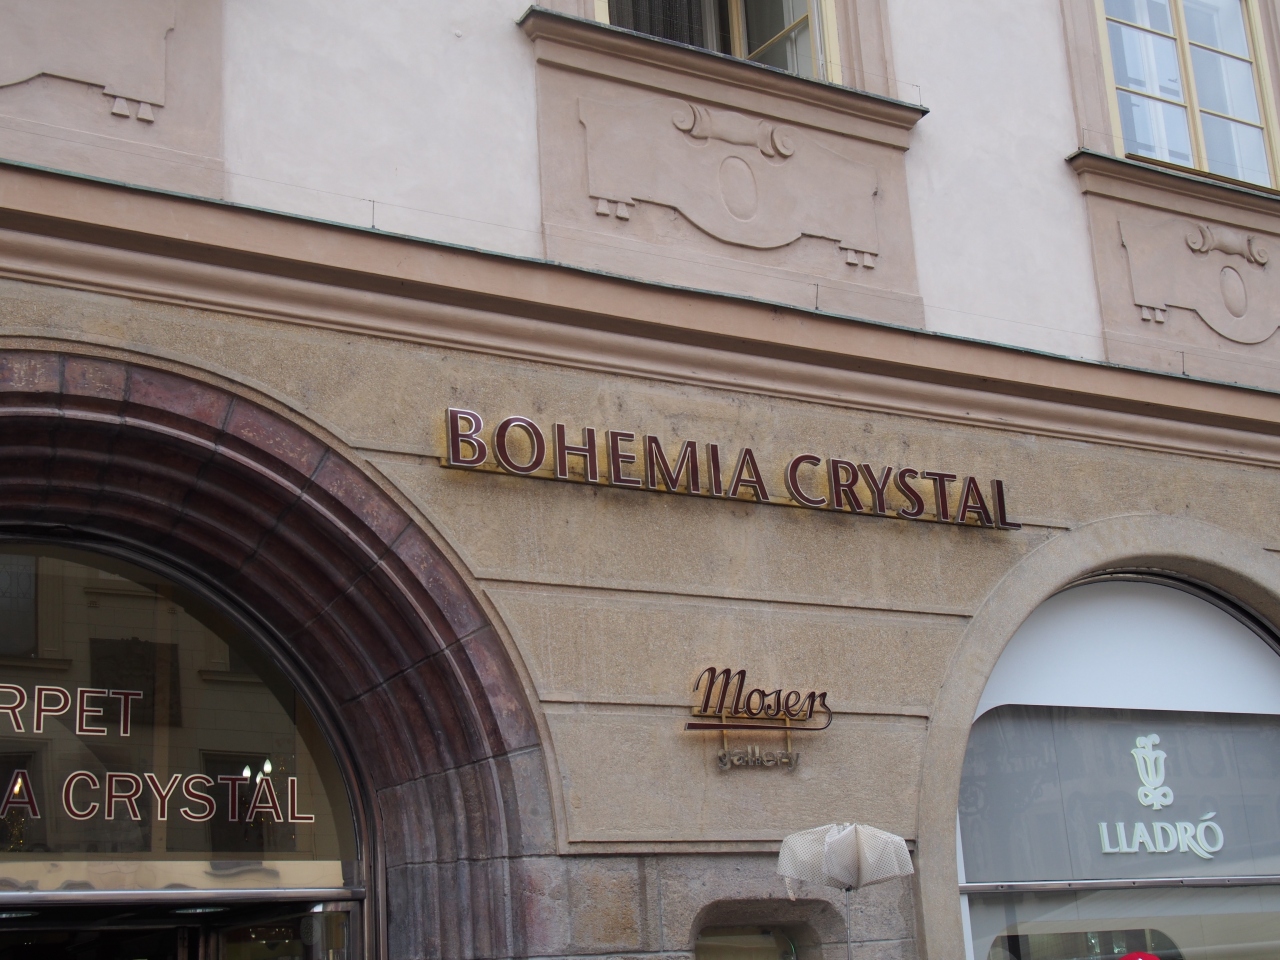 BOHEMIA CRYSTAL
Moser
gallery
RPET
A CRYSTAL
LLADRÓ